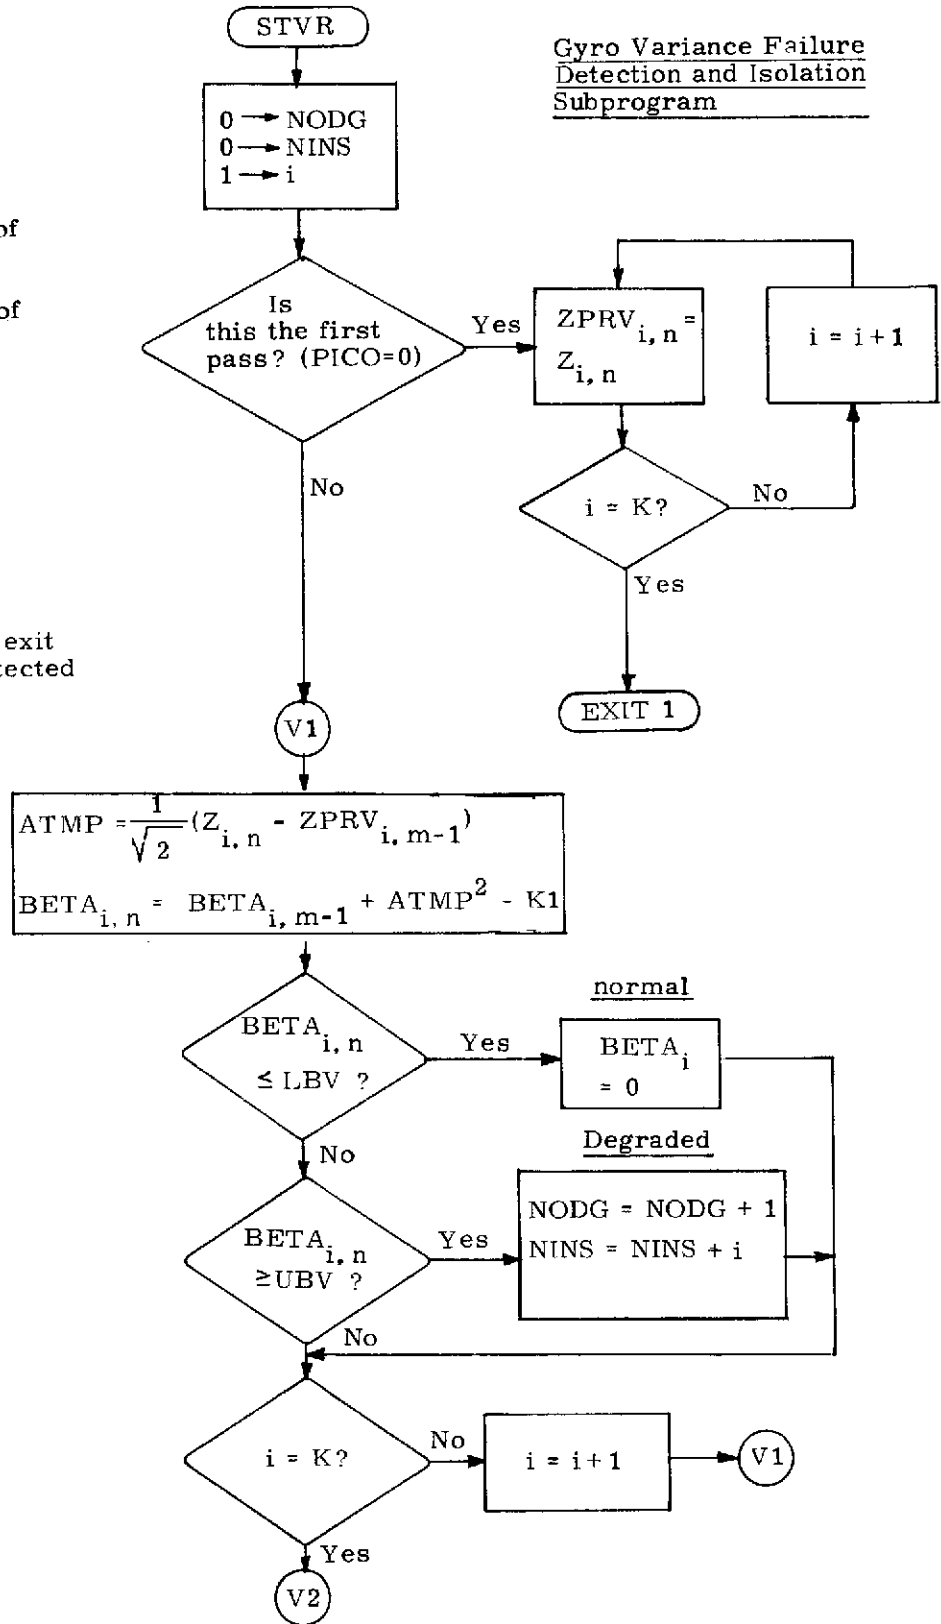 STVR
Gyro Variance Failure
Detection and Isolation
Subprogram
0 → NODG
0 → NINS
1 → i
of
of
Is
this the first
pass? (PICO=0)
Yes
ZPRV i, n =
Z i, n
i = i+1
No
i = K?
No
Yes
exit
tected
EXIT 1
V1
ATMP = 1/√2 (Z i, n - ZPRV i, m-1)
BETA i, n = BETA i, m-1 + ATMP² - K1
normal
BETA i, n
≤ LBV ?
Yes
BETA i
= 0
No
Degraded
BETA i, n
≥UBV ?
Yes
NODG = NODG + 1
NINS = NINS + i
No
i = K?
No
i = i+1
V1
Yes
V2